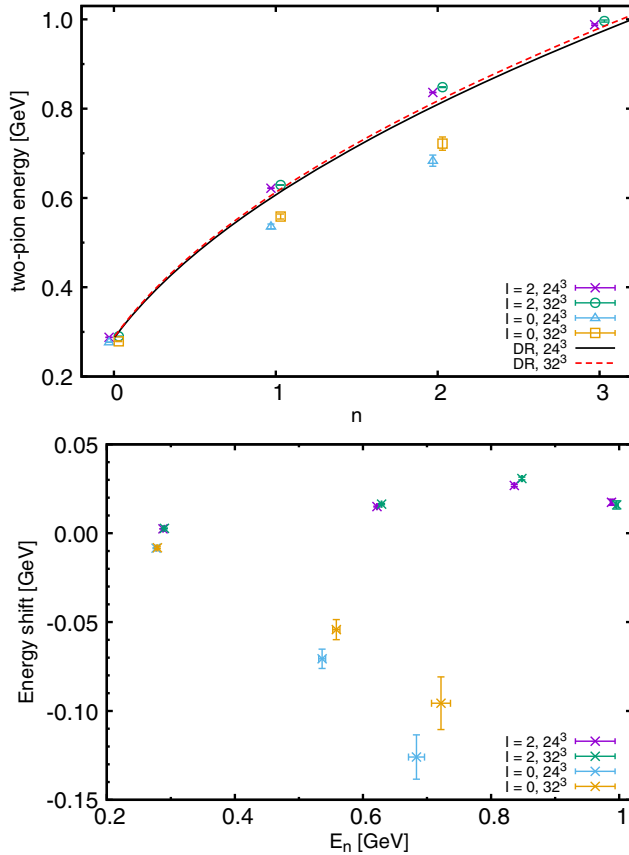 1.0
0.8
0.6
0.4
0.2
two-pion energy [GeV]
I = 2, 24³
I = 2, 32³
I = 0, 24³
I = 0, 32³
DR, 24³
DR, 32³
0 1 2 3
n
0.05
0.00
-0.05
-0.10
-0.15
Energy shift [GeV]
I = 2, 24³
I = 2, 32³
I = 0, 24³
I = 0, 32³
0.2 0.4 0.6 0.8 1
Eₙ [GeV]